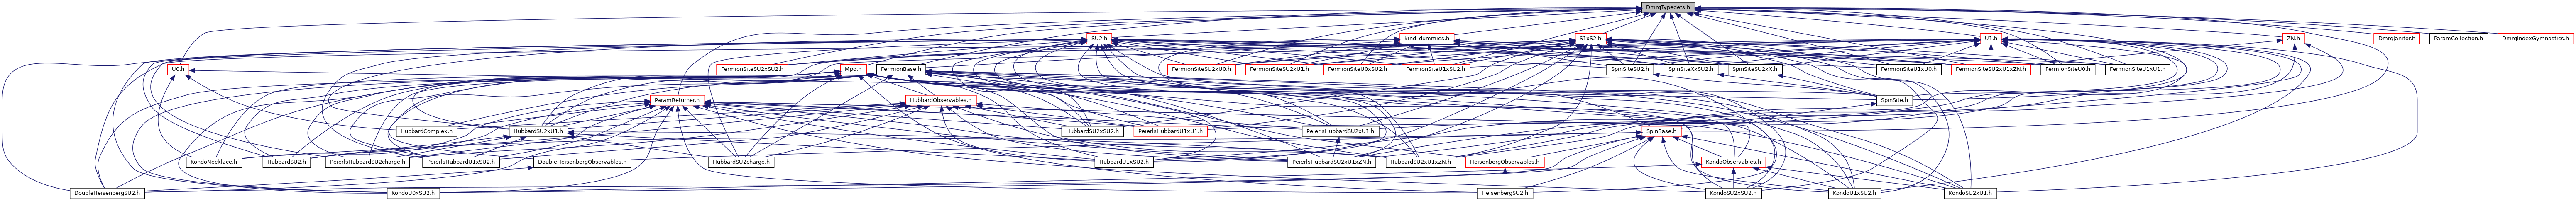 DmrgTypedefs.h
SU2.h
kind_dummies.h
S1xS2.h
U1.h
ZN.h
DmrgJanitor.h
ParamCollection.h
DmrgIndexGymnastics.h
U0.h
FermionSiteSU2xSU2.h
Mpo.h
FermionBase.h
FermionSiteSU2xU0.h
FermionSiteSU2xU1.h
FermionSiteU0xSU2.h
FermionSiteU1xSU2.h
SpinSiteSU2.h
SpinSiteXxSU2.h
SpinSiteSU2xX.h
FermionSiteU1xU0.h
FermionSiteSU2xU1xZN.h
FermionSiteU0.h
FermionSiteU1xU1.h
ParamReturner.h
HubbardObservables.h
SpinSite.h
HubbardComplex.h
HubbardSU2xU1.h
HubbardSU2xSU2.h
PeierlsHubbardU1xU1.h
PeierlsHubbardSU2xU1.h
SpinBase.h
KondoNecklace.h
HubbardSU2.h
PeierlsHubbardSU2charge.h
PeierlsHubbardU1xSU2.h
DoubleHeisenbergObservables.h
HubbardSU2charge.h
HubbardU1xSU2.h
PeierlsHubbardSU2xU1xZN.h
HubbardSU2xU1xZN.h
HeisenbergObservables.h
KondoObservables.h
DoubleHeisenbergSU2.h
KondoU0xSU2.h
HeisenbergSU2.h
KondoSU2xSU2.h
KondoU1xSU2.h
KondoSU2xU1.h